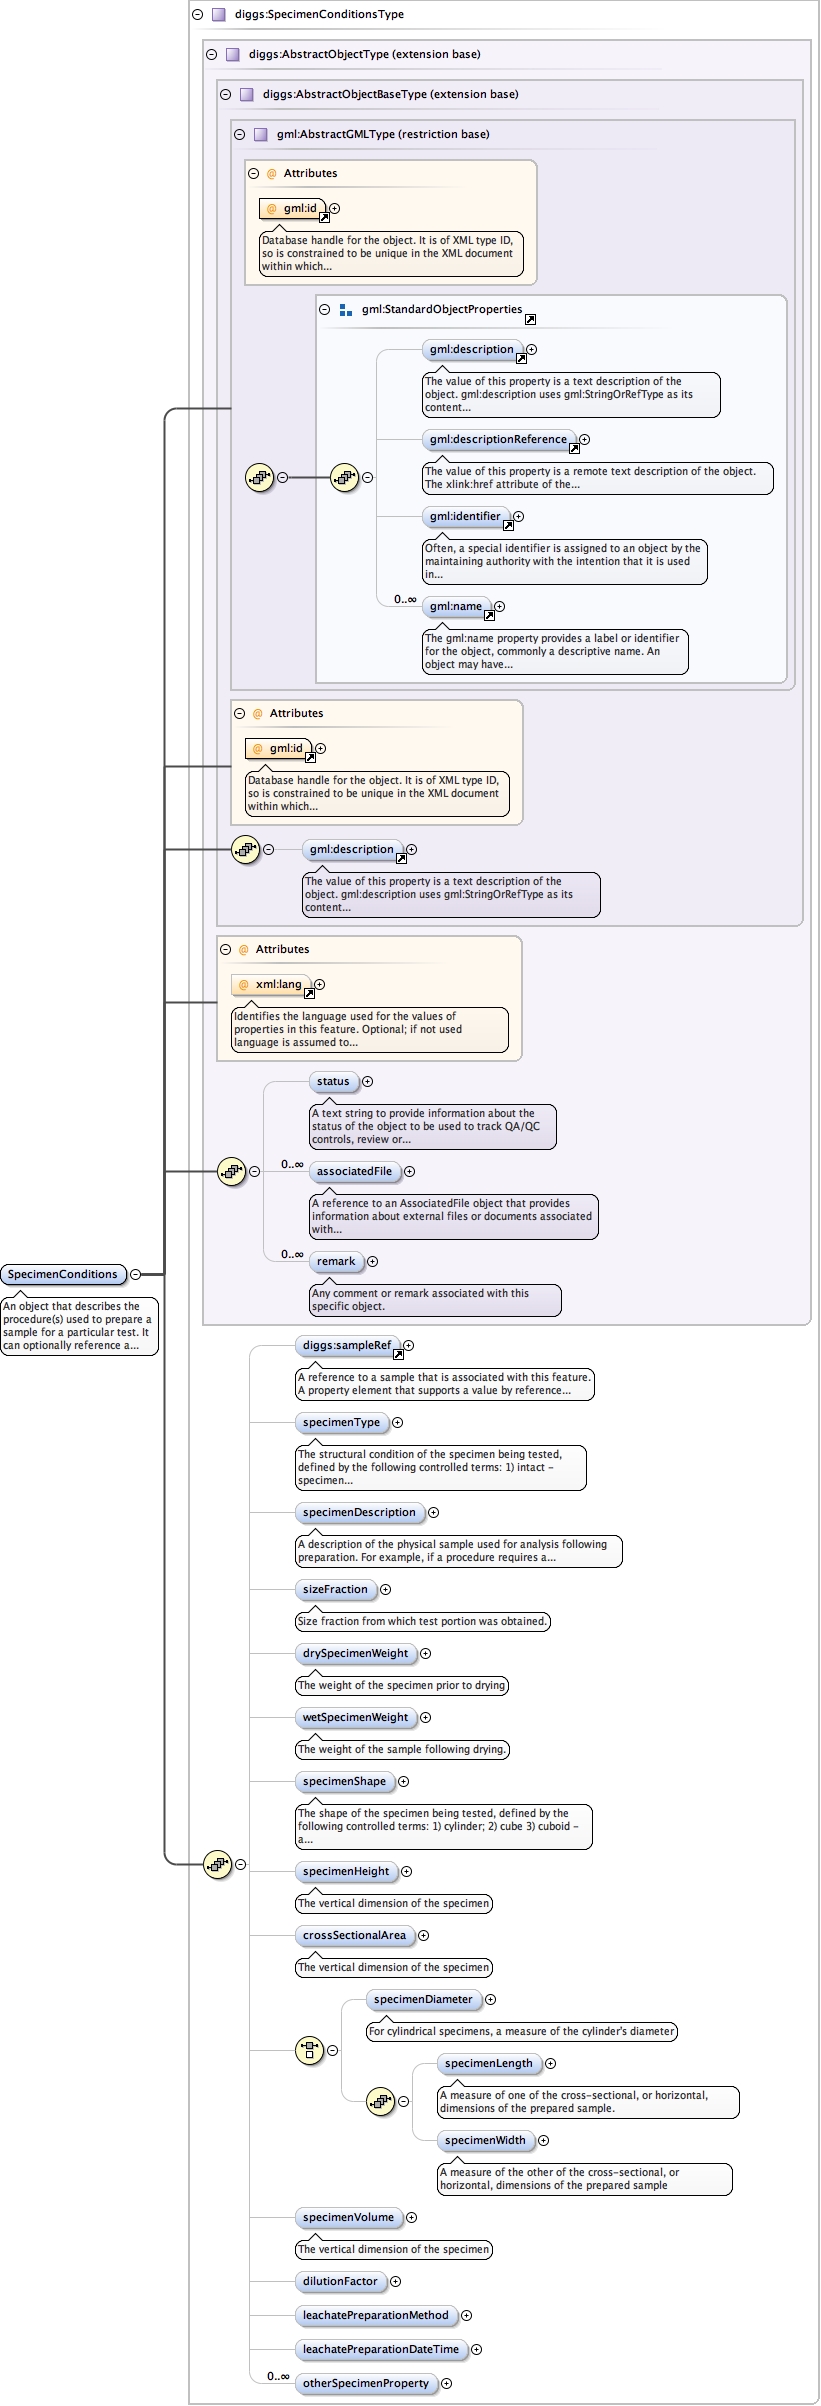 diggs:SpecimenConditionsType
diggs:AbstractObjectType (extension base)
diggs:AbstractObjectBaseType (extension base)
gml:AbstractGMLType (restriction base)
@ Attributes
@ gml:id
Database handle for the object. It is of XML type ID,
so is constrained to be unique in the XML document
within which...
gml:StandardObjectProperties
gml:description
The value of this property is a text description of the
object. gml:description uses gml:StringOrRefType as its
content...
gml:descriptionReference
The value of this property is a remote text description of the object.
The xlink:href attribute of the...
gml:identifier
Often, a special identifier is assigned to an object by the
maintaining authority with the intention that it is used
in...
0..∞
gml:name
The gml:name property provides a label or identifier
for the object, commonly a descriptive name. An
object may have...
@ Attributes
@ gml:id
Database handle for the object. It is of XML type ID,
so is constrained to be unique in the XML document
within which...
gml:description
The value of this property is a text description of the
object. gml:description uses gml:StringOrRefType as its
content...
@ Attributes
@ xml:lang
Identifies the language used for the values of
properties in this feature. Optional; if not used
language is assumed to...
status
A text string to provide information about the
status of the object to be used to track QA/QC
controls, review or...
0..∞
associatedFile
A reference to an AssociatedFile object that provides
information about external files or documents associated
with...
0..∞
remark
Any comment or remark associated with this
specific object.
SpecimenConditions
An object that describes the
procedure(s) used to prepare a
sample for a particular test. It
can optionally reference a...
diggs:sampleRef
A reference to a sample that is associated with this feature.
A property element that supports a value by reference...
specimenType
The structural condition of the specimen being tested,
defined by the following controlled terms: 1) intact -
specimen...
specimenDescription
A description of the physical sample used for analysis following
preparation. For example, if a procedure requires a...
sizeFraction
Size fraction from which test portion was obtained.
drySpecimenWeight
The weight of the specimen prior to drying
wetSpecimenWeight
The weight of the sample following drying.
specimenShape
The shape of the specimen being tested, defined by the
following controlled terms: 1) cylinder; 2) cube 3) cuboid -
a...
specimenHeight
The vertical dimension of the specimen
crossSectionalArea
The vertical dimension of the specimen
specimenDiameter
For cylindrical specimens, a measure of the cylinder's diameter
specimenLength
A measure of one of the cross-sectional, or horizontal,
dimensions of the prepared sample.
specimenWidth
A measure of the other of the cross-sectional, or
horizontal, dimensions of the prepared sample
specimenVolume
The vertical dimension of the specimen
dilutionFactor
leachatePreparationMethod
leachatePreparationDateTime
0..∞
otherSpecimenProperty